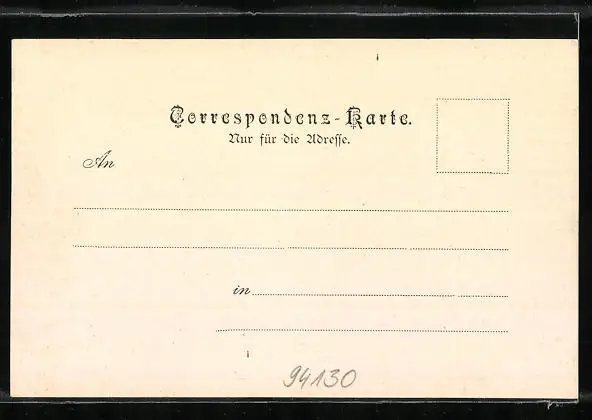 Correspondenz-Karte.
Nur für die Adresse.
An
in
94130